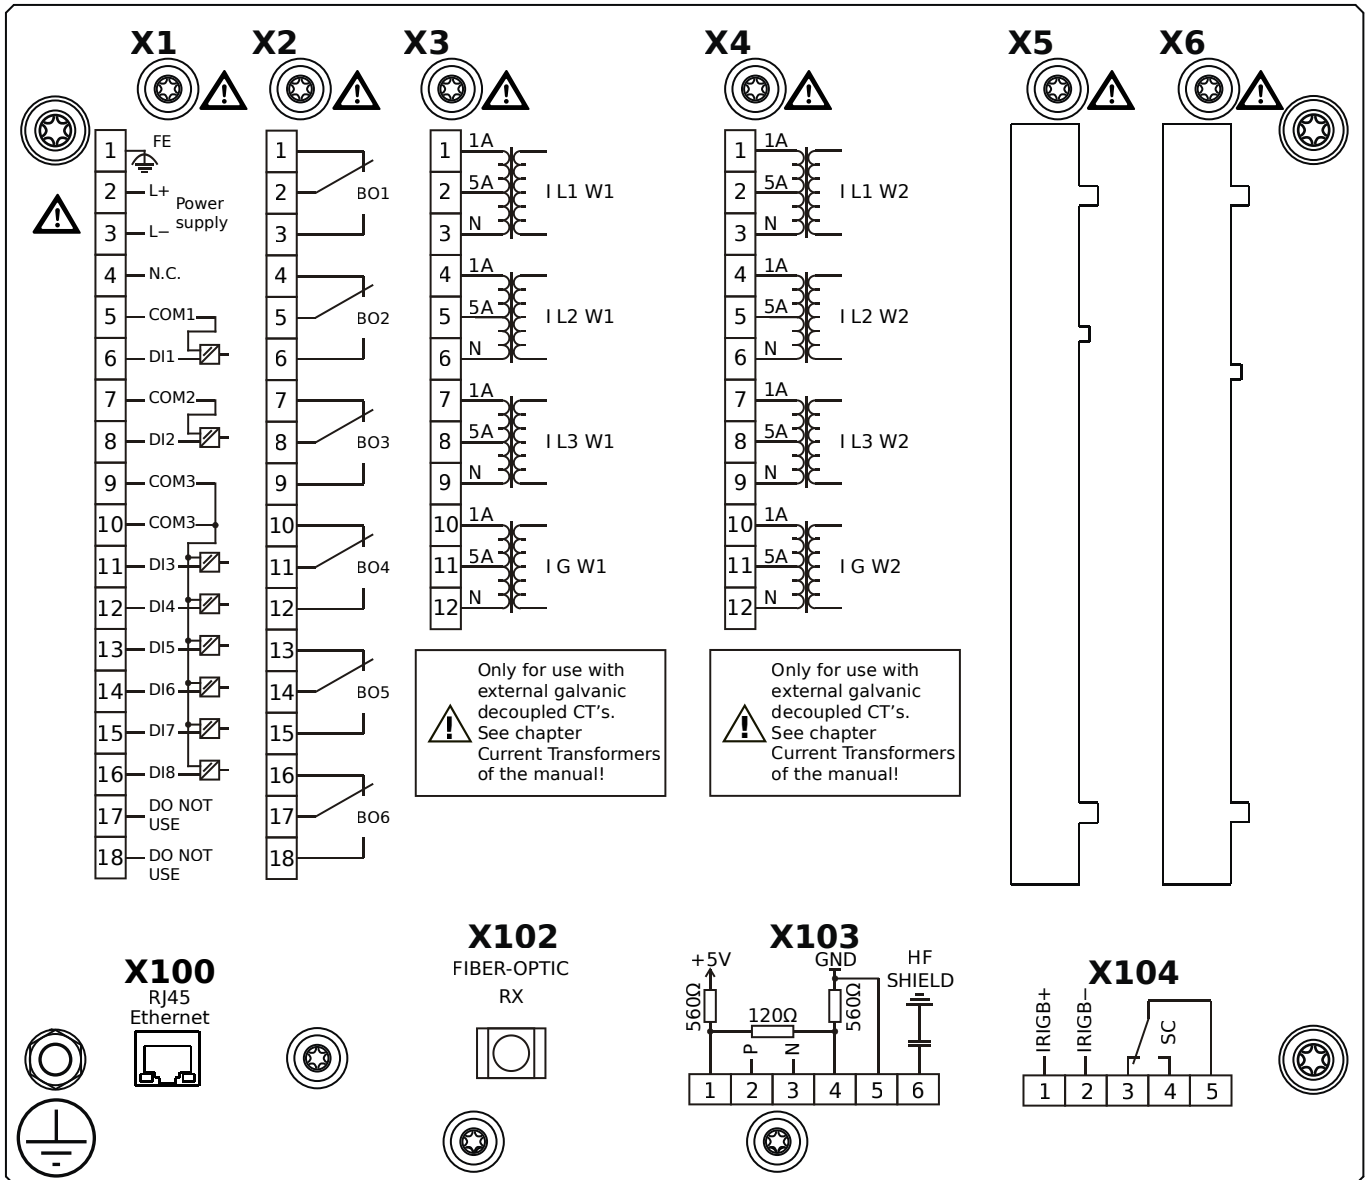 X1
X2
X3
X4
X5
X6
1
FE
2
L+
Power
supply
3
L−
4
N.C.
5
COM1
6
DI1
7
COM2
8
DI2
9
COM3
10
COM3
11
DI3
12
DI4
13
DI5
14
DI6
15
DI7
16
DI8
17
DO NOT
USE
18
DO NOT
USE
1
2
BO1
3
4
5
BO2
6
7
8
BO3
9
10
11
BO4
12
13
14
BO5
15
16
17
BO6
18
1
1A
2
5A
I L1 W1
3
N
4
1A
5
5A
I L2 W1
6
N
7
1A
8
5A
I L3 W1
9
N
10
1A
11
5A
I G W1
12
N
Only for use with
external galvanic
decoupled CT's.
See chapter
Current Transformers
of the manual!
1
1A
2
5A
I L1 W2
3
N
4
1A
5
5A
I L2 W2
6
N
7
1A
8
5A
I L3 W2
9
N
10
1A
11
5A
I G W2
12
N
Only for use with
external galvanic
decoupled CT's.
See chapter
Current Transformers
of the manual!
X100
RJ45
Ethernet
X102
FIBER-OPTIC
RX
X103
+5V
GND
HF
SHIELD
560Ω
120Ω
560Ω
P
N
1 2 3 4 5 6
X104
IRIGB+
IRIGB−
SC
1 2 3 4 5